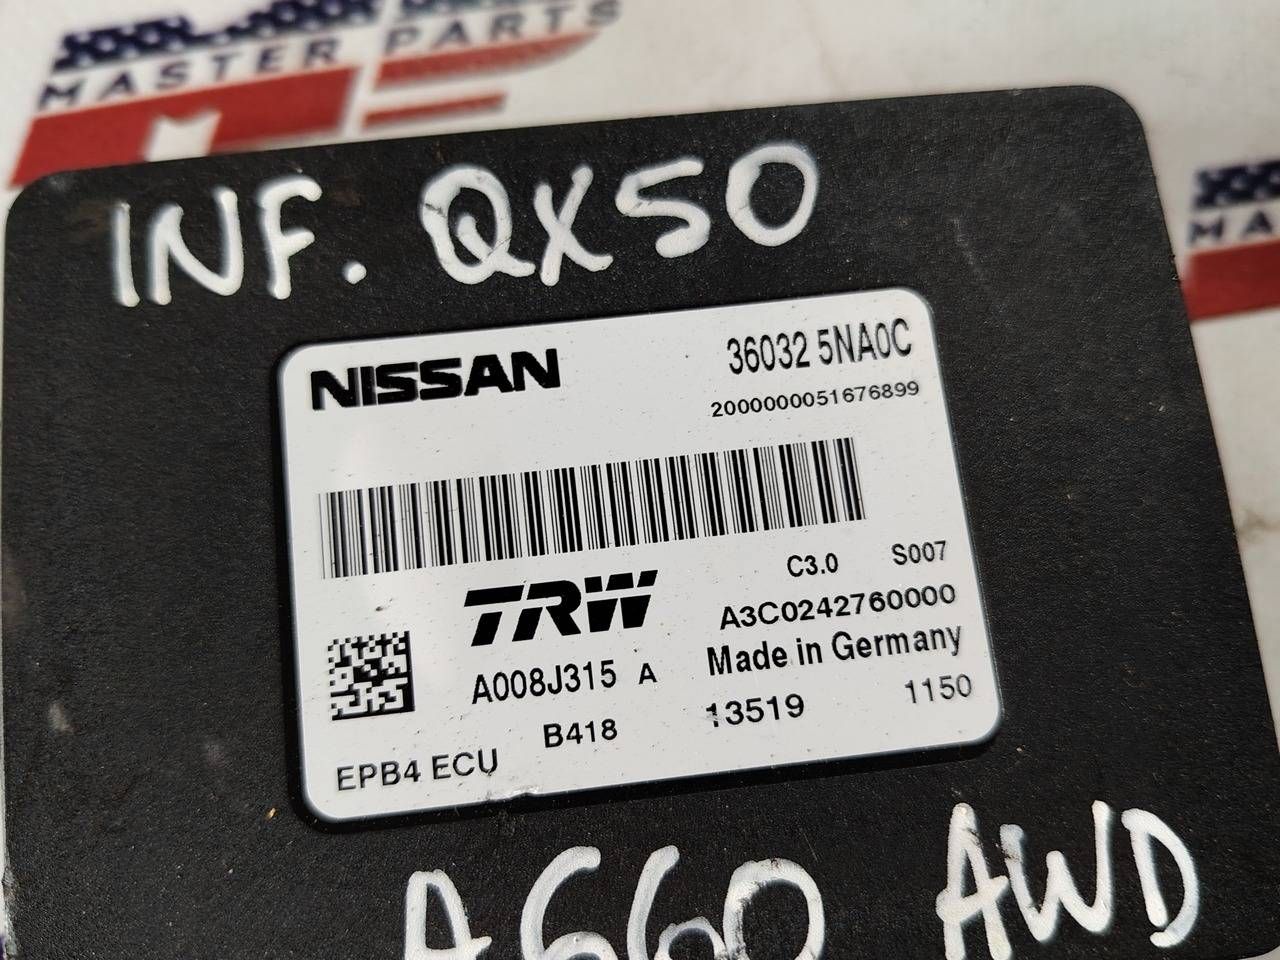 MASTER PARTS
INF. QX50
NISSAN
36032 5NA0C
2000000051676899
TRW
C3.0 S007
A3C0242760000
A008J315 A
Made in Germany
B418
13519
1150
EPB4 ECU
A660 AWD